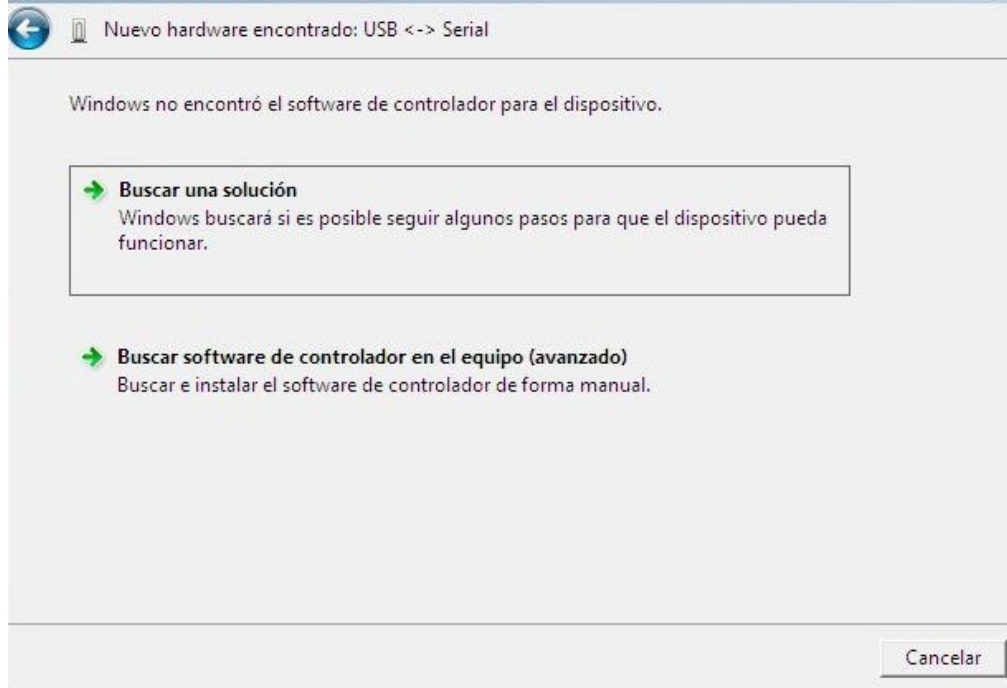 Nuevo hardware encontrado: USB <-> Serial
Windows no encontró el software de controlador para el dispositivo.
Buscar una solución
Windows buscará si es posible seguir algunos pasos para que el dispositivo pueda
funcionar.
Buscar software de controlador en el equipo (avanzado)
Buscar e instalar el software de controlador de forma manual.
Cancelar